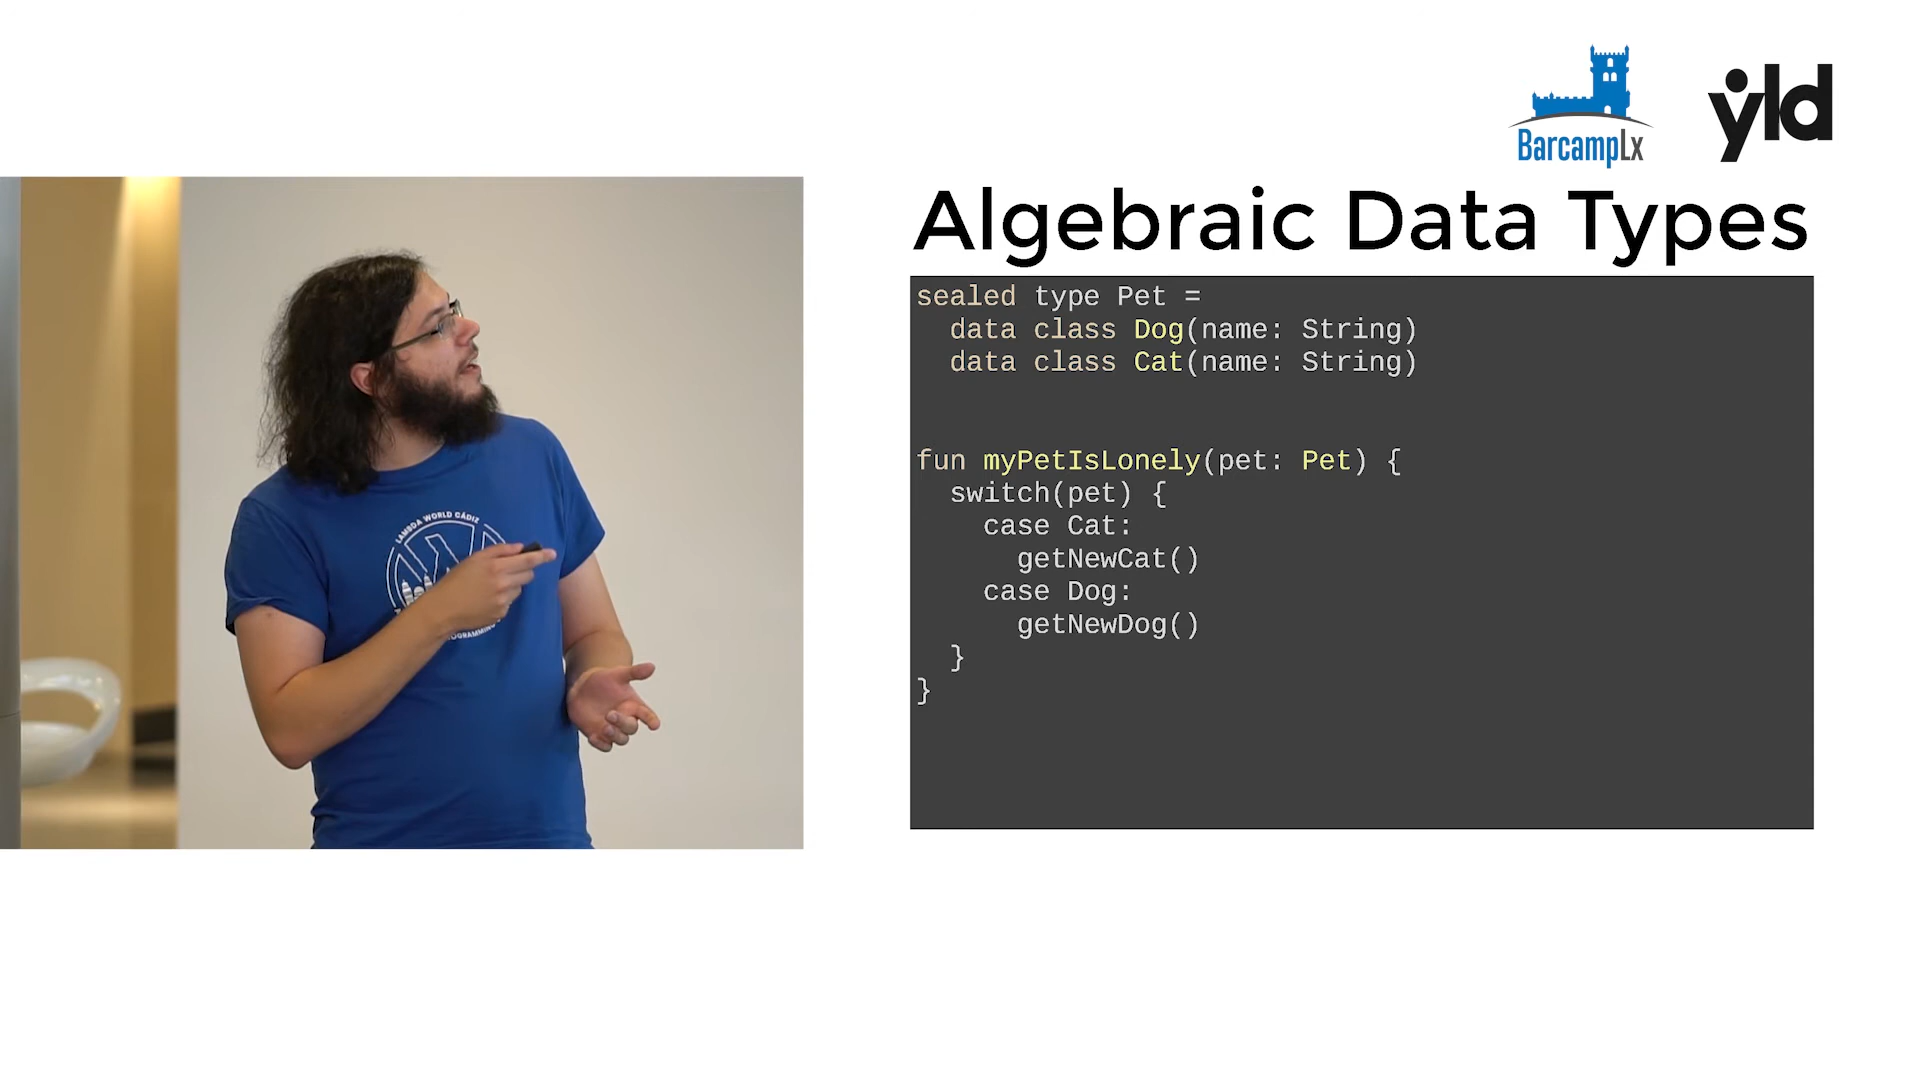 BarcampLx
yld
Algebraic Data Types
sealed type Pet =
  data class Dog(name: String)
  data class Cat(name: String)
fun myPetIsLonely(pet: Pet) {
  switch(pet) {
    case Cat:
      getNewCat()
    case Dog:
      getNewDog()
  }
}
LAMBDA WORLD CÁDIZ